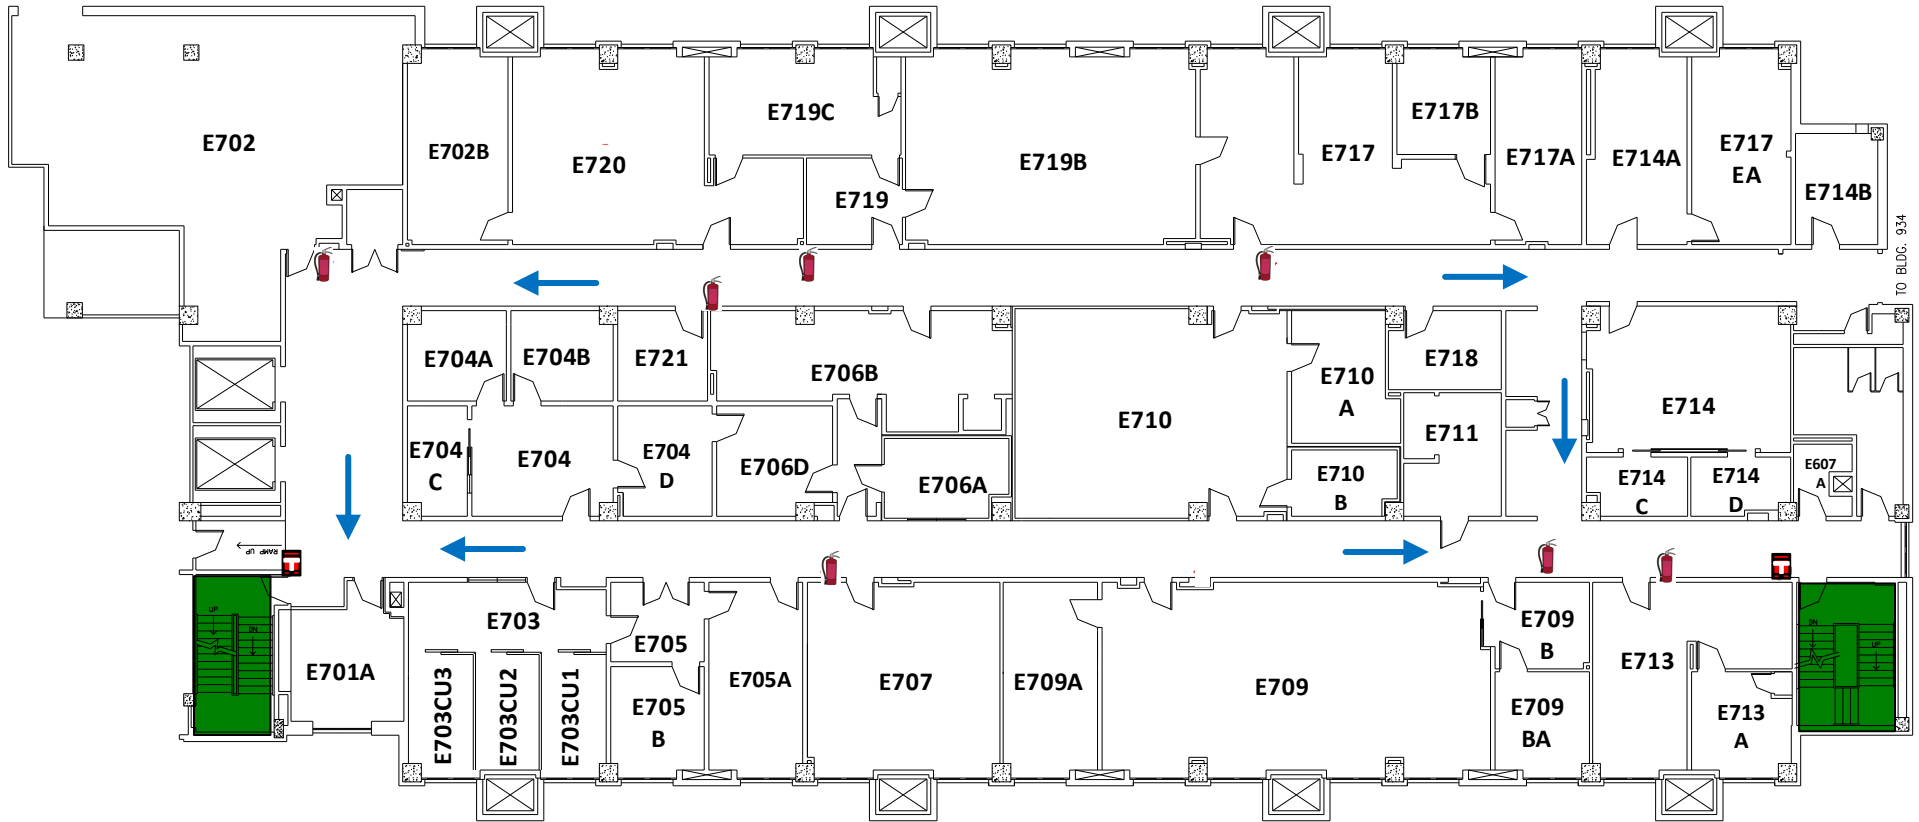 E702
E702B
E720
E719C
E719
E719B
E717
E717B
E717A
E714A
E717
EA
E714B
TO BLDG. 934
E704A
E704B
E721
E706B
E710
E710
A
E718
E714
E704
C
E704
E704
D
E706D
E706A
E710
B
E711
E714
C
E714
D
E607
A
RAMP UP
UP
DN
E701A
E703
E703CU3
E703CU2
E703CU1
E705
E705
B
E705A
E707
E709A
E709
E709
B
E709
BA
E713
E713
A
DN
UP